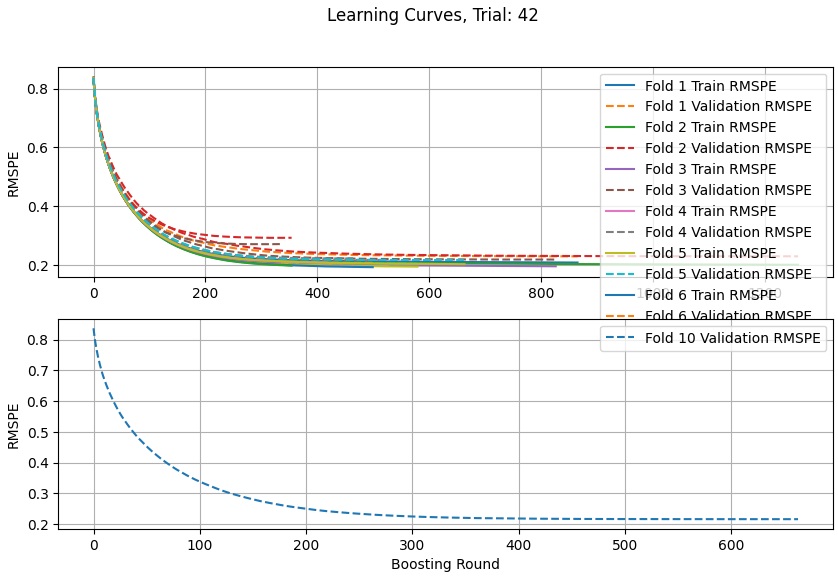 Learning Curves, Trial: 42
RMSPE
0.8
0.6
0.4
0.2
Fold 1 Train RMSPE
Fold 1 Validation RMSPE
Fold 2 Train RMSPE
Fold 2 Validation RMSPE
Fold 3 Train RMSPE
Fold 3 Validation RMSPE
Fold 4 Train RMSPE
Fold 4 Validation RMSPE
Fold 5 Train RMSPE
Fold 5 Validation RMSPE
Fold 6 Train RMSPE
Fold 6 Validation RMSPE
0 200 400 600 800
RMSPE
0.8
0.7
0.6
0.5
0.4
0.3
0.2
Fold 10 Validation RMSPE
0 100 200 300 400 500 600
Boosting Round